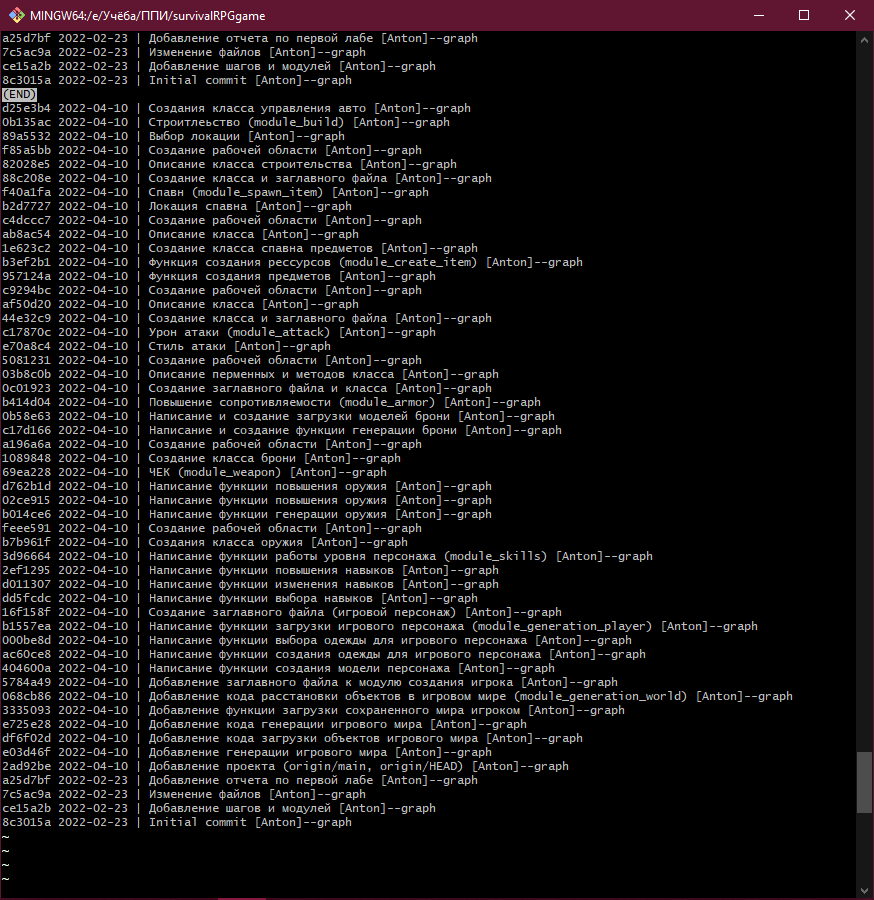 MINGW64:/e/Учёба/ППИ/survivalRPGgame
a25d7bf 2022-02-23 | Добавление отчета по первой лабе [Anton]--graph
7c5ac9a 2022-02-23 | Изменение файлов [Anton]--graph
ce15a2b 2022-02-23 | Добавление шагов и модулей [Anton]--graph
8c3015a 2022-02-23 | Initial commit [Anton]--graph
(END)
d25e3b4 2022-04-10 | Создания класса управления авто [Anton]--graph
0b135ac 2022-04-10 | Строитлеьство (module_build) [Anton]--graph
89a5532 2022-04-10 | Выбор локации [Anton]--graph
f85a5bb 2022-04-10 | Создание рабочей области [Anton]--graph
82028e5 2022-04-10 | Описание класса строительства [Anton]--graph
88c208e 2022-04-10 | Создание класса и заглавного файла [Anton]--graph
f40a1fa 2022-04-10 | Спавн (module_spawn_item) [Anton]--graph
b2d7727 2022-04-10 | Локация спавна [Anton]--graph
c4dccc7 2022-04-10 | Создание рабочей области [Anton]--graph
ab8ac54 2022-04-10 | Описание класса [Anton]--graph
1e623c2 2022-04-10 | Создание класса спавна предметов [Anton]--graph
b3ef2b1 2022-04-10 | Функция создания рессурсов (module_create_item) [Anton]--graph
957124a 2022-04-10 | Функция создания предметов [Anton]--graph
c9294bc 2022-04-10 | Создание рабочей области [Anton]--graph
af50d20 2022-04-10 | Описание класса [Anton]--graph
44e32c9 2022-04-10 | Создание класса и заглавного файла [Anton]--graph
c17870c 2022-04-10 | Урон атаки (module_attack) [Anton]--graph
e70a8c4 2022-04-10 | Стиль атаки [Anton]--graph
5081231 2022-04-10 | Создание рабочей области [Anton]--graph
03b8c0b 2022-04-10 | Описание перменных и методов класса [Anton]--graph
0c01923 2022-04-10 | Создание заглавного файла и класса [Anton]--graph
b414d04 2022-04-10 | Повышение сопротивляемости (module_armor) [Anton]--graph
0b58e63 2022-04-10 | Написание и создание загрузки моделей брони [Anton]--graph
c17d166 2022-04-10 | Написание и создание функции генерации брони [Anton]--graph
a196a6a 2022-04-10 | Создание рабочей области [Anton]--graph
1089848 2022-04-10 | Создание класса брони [Anton]--graph
69ea228 2022-04-10 | ЧЕК (module_weapon) [Anton]--graph
d762b1d 2022-04-10 | Написание функции повышения оружия [Anton]--graph
02ce915 2022-04-10 | Написание функции повышения оружия [Anton]--graph
b014ce6 2022-04-10 | Написание функции генерации оружия [Anton]--graph
feee591 2022-04-10 | Создание рабочей области [Anton]--graph
b7b961f 2022-04-10 | Создания класса оружия [Anton]--graph
3d96664 2022-04-10 | Написание функции работы уровня персонажа (module_skills) [Anton]--graph
2ef1295 2022-04-10 | Написание функции повышения навыков [Anton]--graph
d011307 2022-04-10 | Написание функции изменения навыков [Anton]--graph
dd5fcdc 2022-04-10 | Написание функции выбора навыков [Anton]--graph
16f158f 2022-04-10 | Создание заглавного файла (игровой персонаж) [Anton]--graph
b1557ea 2022-04-10 | Написание функции загрузки игрового персонажа (module_generation_player) [Anton]--graph
000be8d 2022-04-10 | Написание функции выбора одежды для игрового персонажа [Anton]--graph
ac60ce8 2022-04-10 | Написание функции создания одежды для игрового персонажа [Anton]--graph
404600a 2022-04-10 | Написание функции создания модели персонажа [Anton]--graph
5784a49 2022-04-10 | Добавление заглавного файла к модулю создания игрока [Anton]--graph
068cb86 2022-04-10 | Добавление кода расстановки объектов в игровом мире (module_generation_world) [Anton]--graph
3335093 2022-04-10 | Добавление функции загрузки сохраненного мира игроком [Anton]--graph
e725e28 2022-04-10 | Добавление кода генерации игрового мира [Anton]--graph
df6f02d 2022-04-10 | Добавление кода загрузки объектов игрового мира [Anton]--graph
e03d46f 2022-04-10 | Добавление генерации игрового мира [Anton]--graph
2ad92be 2022-04-10 | Добавление проекта (origin/main, origin/HEAD) [Anton]--graph
a25d7bf 2022-02-23 | Добавление отчета по первой лабе [Anton]--graph
7c5ac9a 2022-02-23 | Изменение файлов [Anton]--graph
ce15a2b 2022-02-23 | Добавление шагов и модулей [Anton]--graph
8c3015a 2022-02-23 | Initial commit [Anton]--graph
~
~
~
~